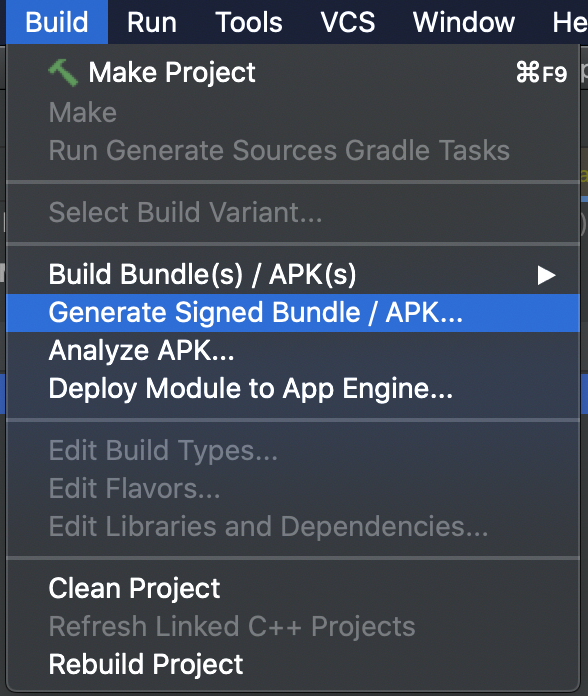 Build Run Tools VCS Window He
Make Project ⌘F9
Make
Run Generate Sources Gradle Tasks
Select Build Variant...
Build Bundle(s) / APK(s)
Generate Signed Bundle / APK...
Analyze APK...
Deploy Module to App Engine...
Edit Build Types...
Edit Flavors...
Edit Libraries and Dependencies...
Clean Project
Refresh Linked C++ Projects
Rebuild Project